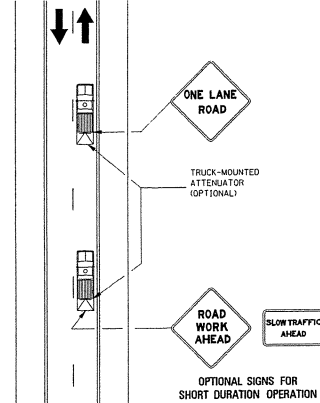 ONE LANE
ROAD
TRUCK-MOUNTED
ATTENUATOR
(OPTIONAL)
ROAD
WORK
AHEAD
SLOW TRAFFIC
AHEAD
OPTIONAL SIGNS FOR
SHORT DURATION OPERATION